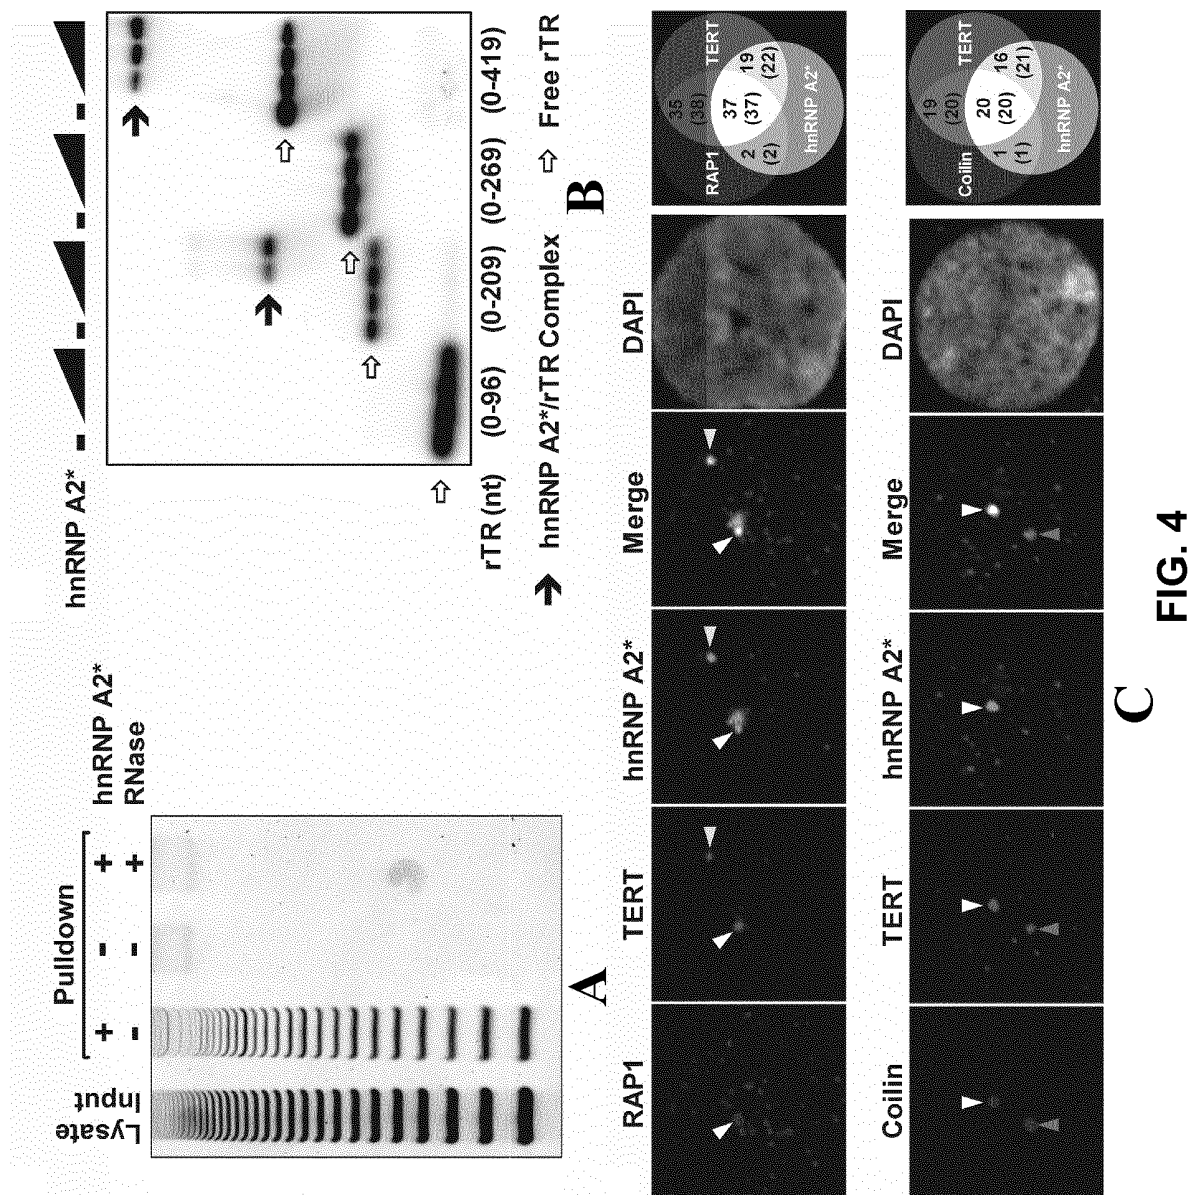 Pulldown
+ - + hnRNP A2*
- - + RNase
Lysate
Input
A
hnRNP A2*
- - - -
rTR (nt) (0-96) (0-209) (0-269) (0-419)
hnRNP A2*/rTR Complex Free rTR
B
RAP1 TERT hnRNP A2* Merge DAPI
RAP1 TERT
35
(38)
37
(37)
2
(2)
19
(22)
hnRNP A2*
Coilin TERT hnRNP A2* Merge DAPI
Coilin TERT
19
(20)
20
(20)
1
(1)
16
(21)
hnRNP A2*
C
FIG. 4